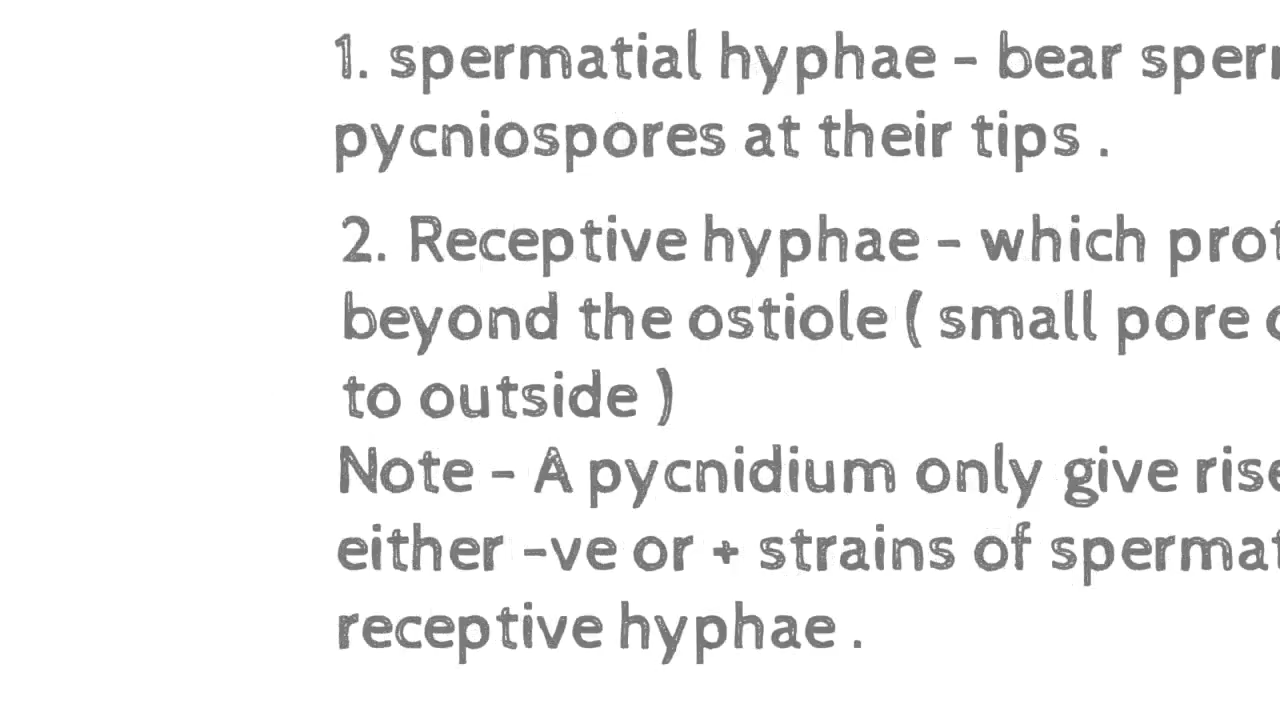 1. spermatial hyphae - bear
pycniospores at their tips .
2. Receptive hyphae - which
beyond the ostiole ( small pore
to outside )
Note - A pycnidium only give
either -ve or + strains of
receptive hyphae .